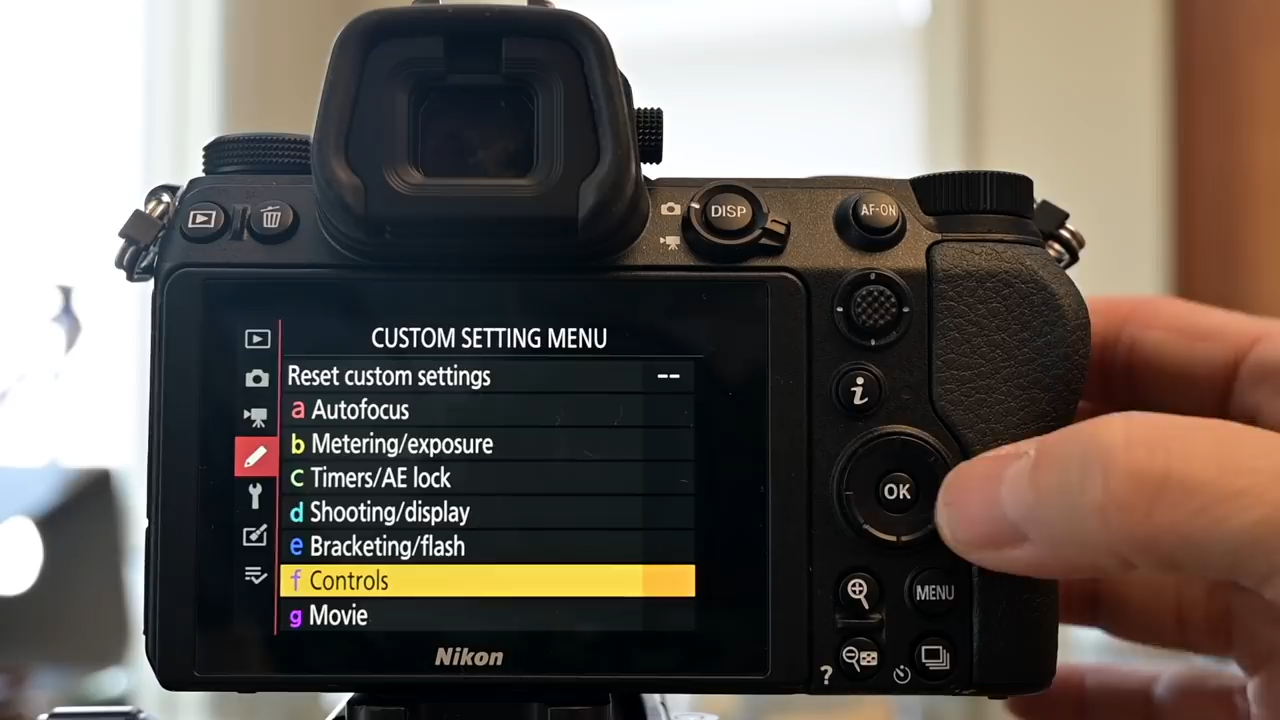 DISP
AF-ON
CUSTOM SETTING MENU
Reset custom settings --
a Autofocus
b Metering/exposure
c Timers/AE lock
d Shooting/display
e Bracketing/flash
f Controls
g Movie
i
OK
MENU
Nikon
?